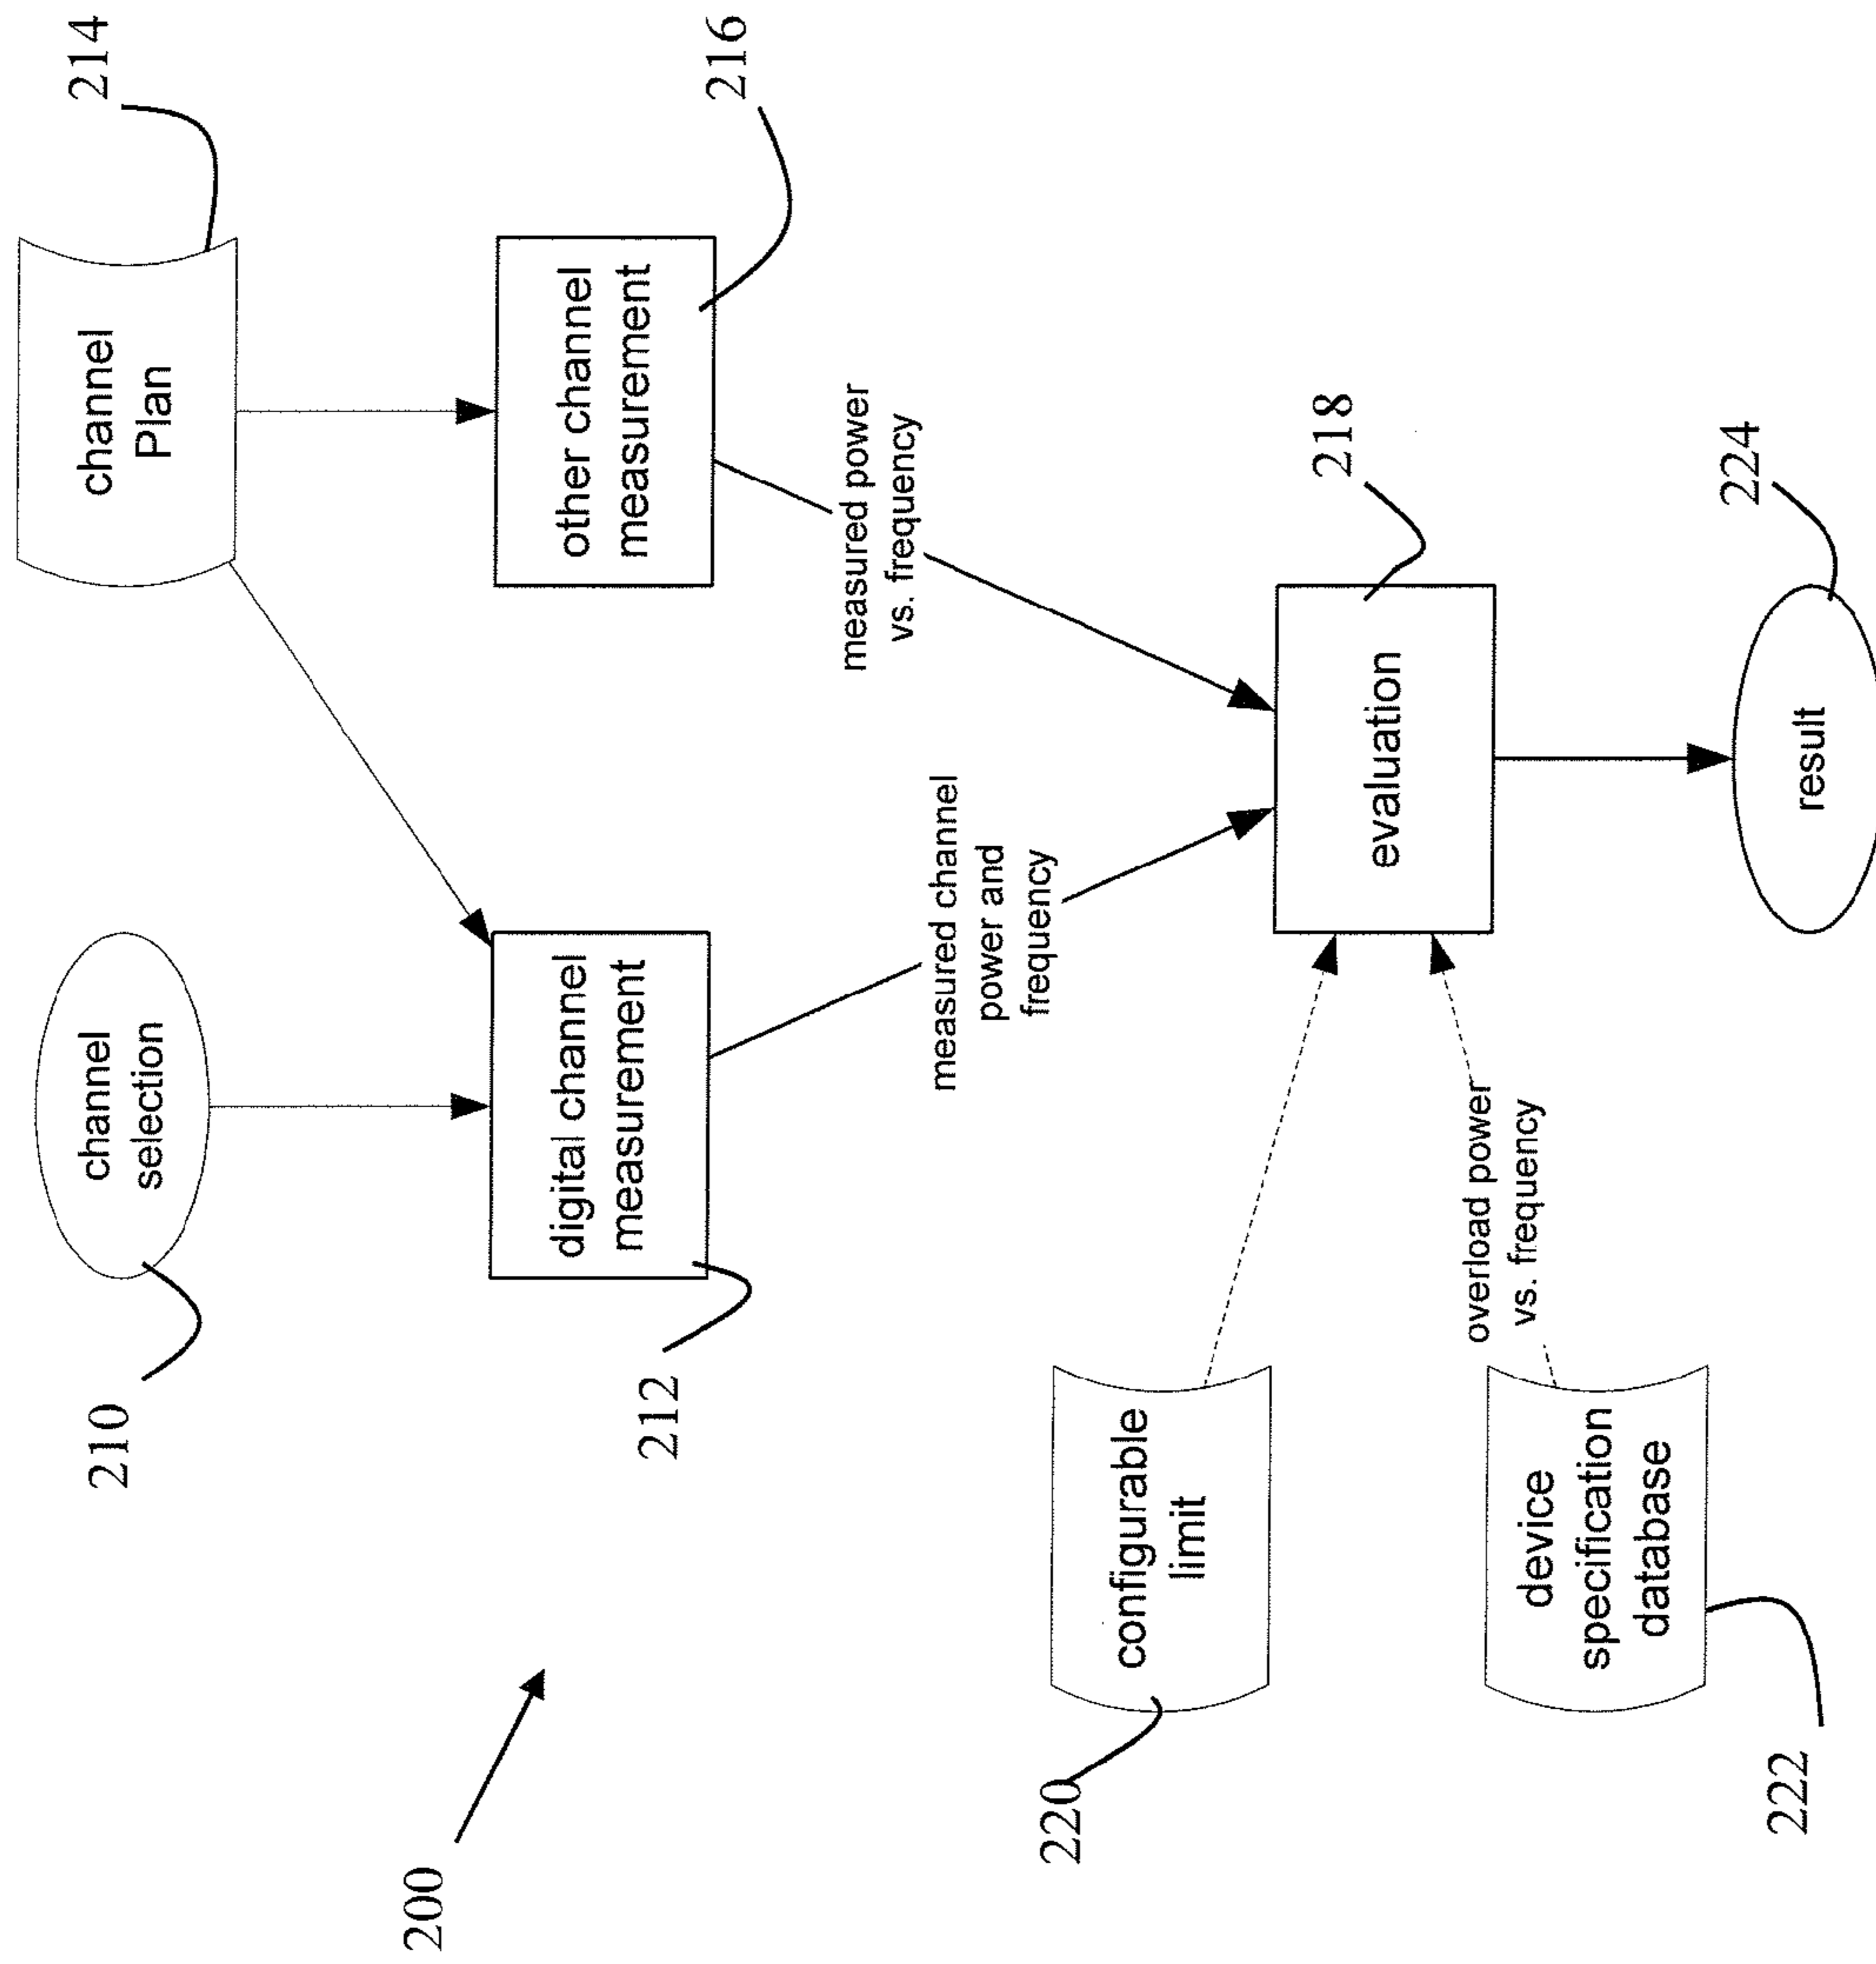 200
210
channel
selection
214
channel
Plan
212
digital channel
measurement
216
other channel
measurement
measured channel
power and
frequency
measured power
vs. frequency
220
configurable
limit
218
evaluation
overload power
vs. frequency
222
device
specification
database
224
result